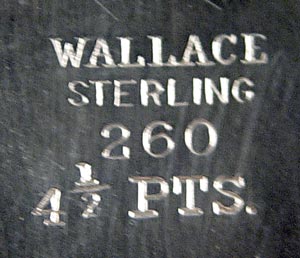 WALLACE
STERLING
260
4½ PTS.